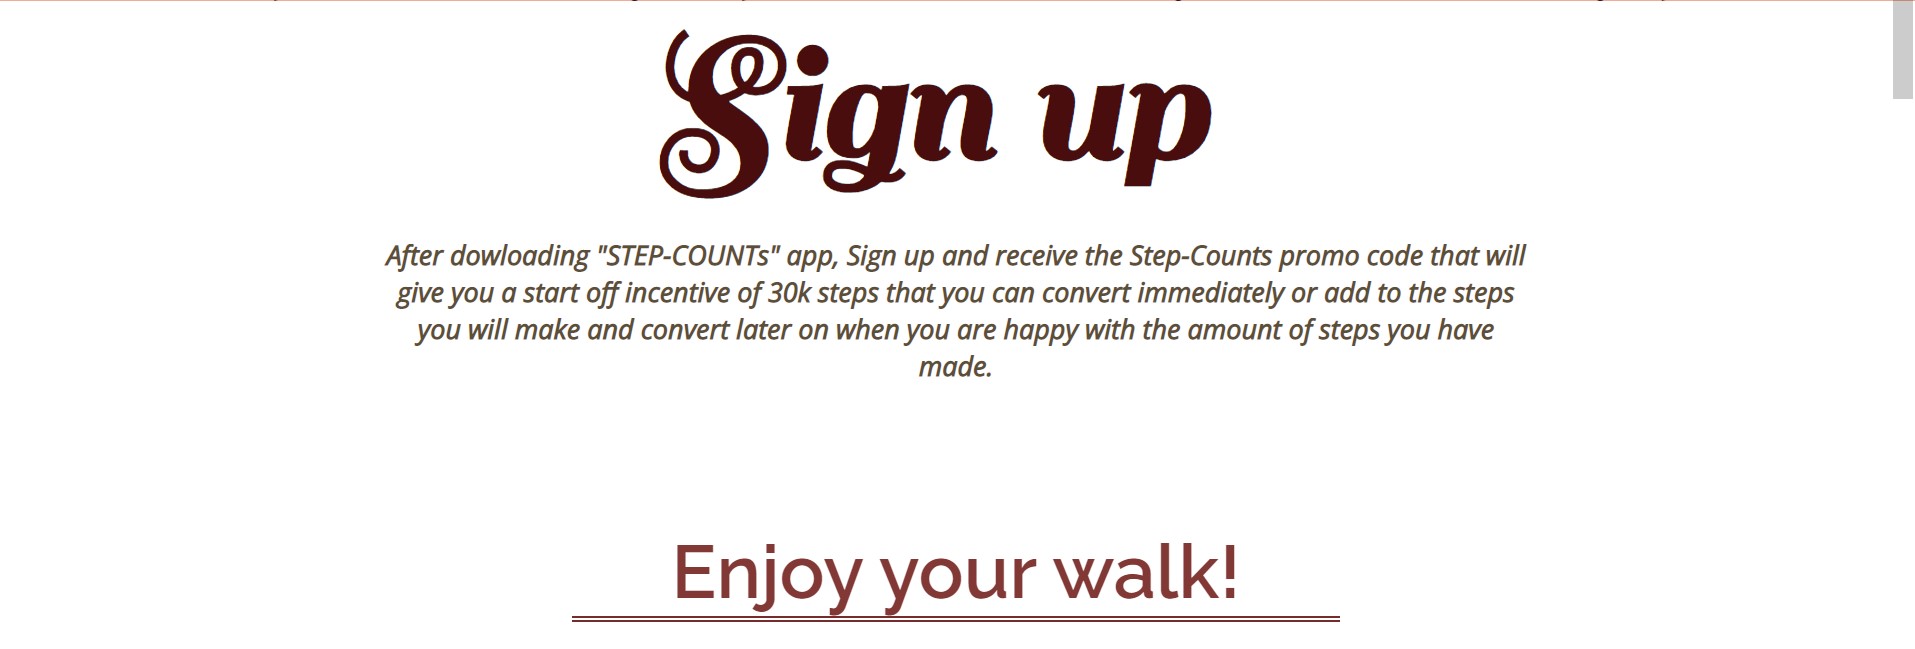 Sign up
After dowloading "STEP-COUNTs" app, Sign up and receive the Step-Counts promo code that will
give you a start off incentive of 30k steps that you can convert immediately or add to the steps
you will make and convert later on when you are happy with the amount of steps you have
made.
Enjoy your walk!